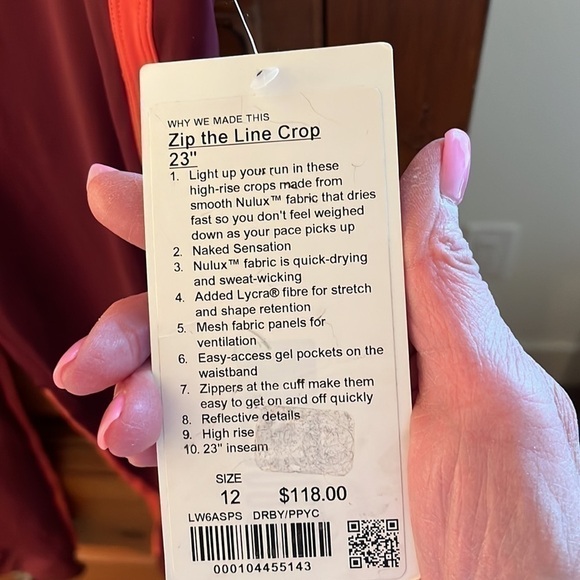 WHY WE MADE THIS
Zip the Line Crop
23"
1. Light up your run in these
high-rise crops made from
smooth Nulux™ fabric that dries
fast so you don't feel weighed
down as your pace picks up
2. Naked Sensation
3. Nulux™ fabric is quick-drying
and sweat-wicking
4. Added Lycra® fibre for stretch
and shape retention
5. Mesh fabric panels for
ventilation
6. Easy-access gel pockets on the
waistband
7. Zippers at the cuff make them
easy to get on and off quickly
8. Reflective details
9. High rise
10. 23" inseam
SIZE
12 $118.00
LW6ASPS DRBY/PPYC
000104455143